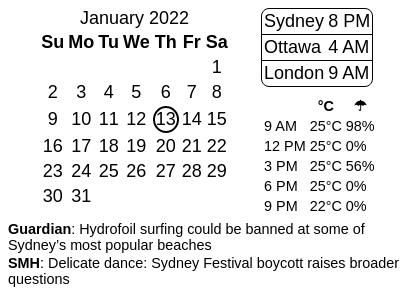 January 2022
Su Mo Tu We Th Fr Sa
1
2 3 4 5 6 7 8
9 10 11 12 13 14 15
16 17 18 19 20 21 22
23 24 25 26 27 28 29
30 31
Sydney 8 PM
Ottawa 4 AM
London 9 AM
°C ☂
9 AM 25°C 98%
12 PM 25°C 0%
3 PM 25°C 56%
6 PM 25°C 0%
9 PM 22°C 0%
Guardian: Hydrofoil surfing could be banned at some of
Sydney's most popular beaches
SMH: Delicate dance: Sydney Festival boycott raises broader
questions